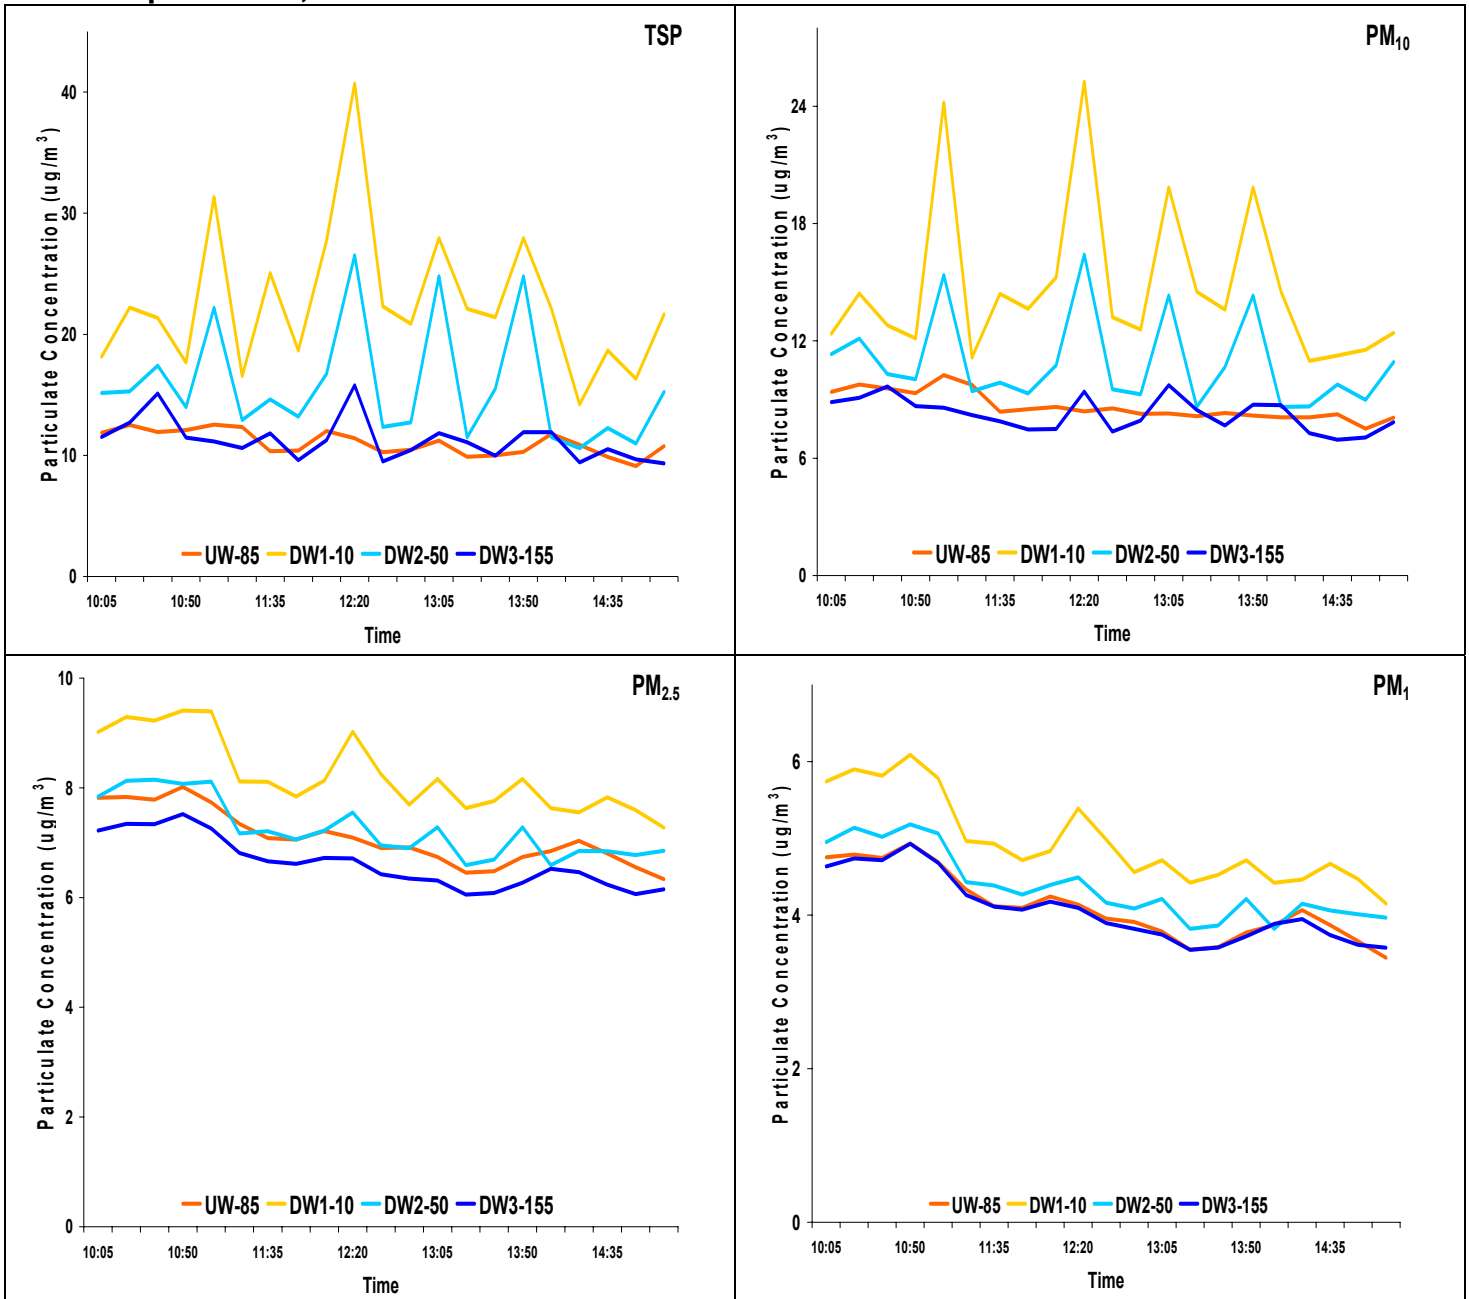 TSP
Particulate Concentration (ug/m³)
40
30
20
10
0
UW-85 DW1-10 DW2-50 DW3-155
10:05 10:50 11:35 12:20 13:05 13:50 14:35
Time
PM₁₀
Particulate Concentration (ug/m³)
24
18
12
6
0
UW-85 DW1-10 DW2-50 DW3-155
10:05 10:50 11:35 12:20 13:05 13:50 14:35
Time
PM₂.₅
Particulate Concentration (ug/m³)
10
8
6
4
2
0
UW-85 DW1-10 DW2-50 DW3-155
10:05 10:50 11:35 12:20 13:05 13:50 14:35
Time
PM₁
Particulate Concentration (ug/m³)
6
4
2
0
UW-85 DW1-10 DW2-50 DW3-155
10:05 10:50 11:35 12:20 13:05 13:50 14:35
Time